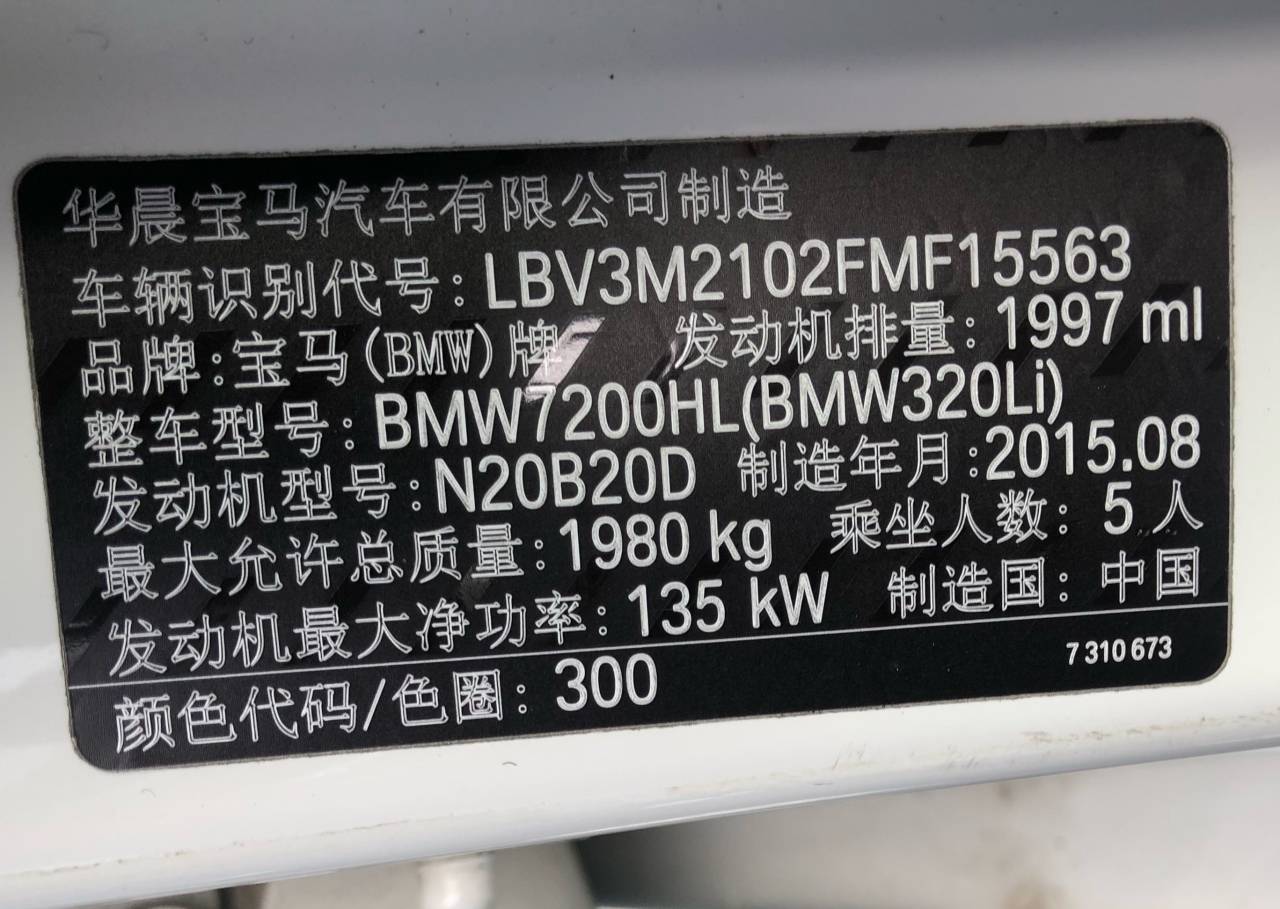 华晨宝马汽车有限公司制造
车辆识别代号: LBV3M2102FMF15563
品牌:宝马(BMW)牌 发动机排量: 1997 ml
整车型号: BMW7200HL(BMW320Li)
发动机型号: N20B20D 制造年月:2015.08
最大允许总质量: 1980 kg 乘坐人数: 5 人
发动机最大净功率: 135 kW 制造国: 中国
7 310 673
颜色代码/色圈: 300